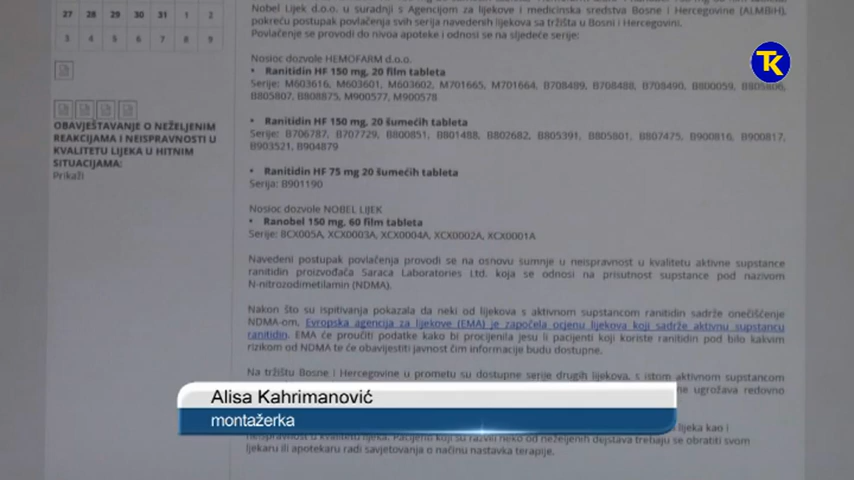 27 28 29 30 31 1 2
3 4 5 6 7 8 9
OBAVJEŠTAVANJE O NEŽELJENIM
REAKCIJAMA I NEISPRAVNOSTI U
KVALITETU LIJEKA U HITNIM
SITUACIJAMA:
Prikaži
Nobel Lijek d.o.o. u suradnji s Agencijom za lijekove i medicinska sredstva Bosne i Hercegovine (ALMBiH),
pokreću postupak povlačenja svih serija navedenih lijekova sa tržišta u Bosni i Hercegovini.
Povlačenje se provodi do nivoa apoteke i odnosi se na sljedeće serije:
Nosioc dozvole HEMOFARM d.o.o.
• Ranitidin HF 150 mg, 20 film tableta
Serije: M603616, M603601, M603602, M701665, M701664, B708489, B708488, B708490, B800059, B805806,
B805807, B808875, M900577, M900578
• Ranitidin HF 150 mg, 20 šumećih tableta
Serije: B706787, B707729, B800851, B801488, B802682, B805391, B805801, B807475, B900816, B900817,
B903521, B904879
• Ranitidin HF 75 mg 20 šumećih tableta
Serija: B901190
Nosioc dozvole NOBEL LIJEK
• Ranobel 150 mg, 60 film tableta
Serije: BCX005A, XCX0003A, XCX0004A, XCX0002A, XCX0001A
Navedeni postupak povlačenja provodi se na osnovu sumnje u neispravnost u kvalitetu aktivne supstance
ranitidin proizvođača Saraca Laboratories Ltd. koja se odnosi na prisutnost supstance pod nazivom
N-nitrozodimetilamin (NDMA).
Nakon što su ispitivanja pokazala da neki od lijekova s aktivnom supstancom ranitidin sadrže onečišćenje
NDMA-om, Evropska agencija za lijekove (EMA) je započela ocjenu lijekova koji sadrže aktivnu supstancu
ranitidin. EMA će proučiti podatke kako bi procijenila jesu li pacijenti koji koriste ranitidin pod bilo kakvim
rizikom od NDMA te će obavijestiti javnost čim informacije budu dostupne.
Na tržištu Bosne i Hercegovine u prometu su dostupne serije drugih lijekova, s istom aktivnom supstancom
ne ugrožava redovno
lijeka kao i
neispravnost u kvalitetu lijeka. Pacijenti koji su razvili neko od neželjenih dejstava trebaju se obratiti svom
ljekaru ili apotekaru radi savjetovanja o načinu nastavka terapije.
TK
Alisa Kahrimanović
montažerka